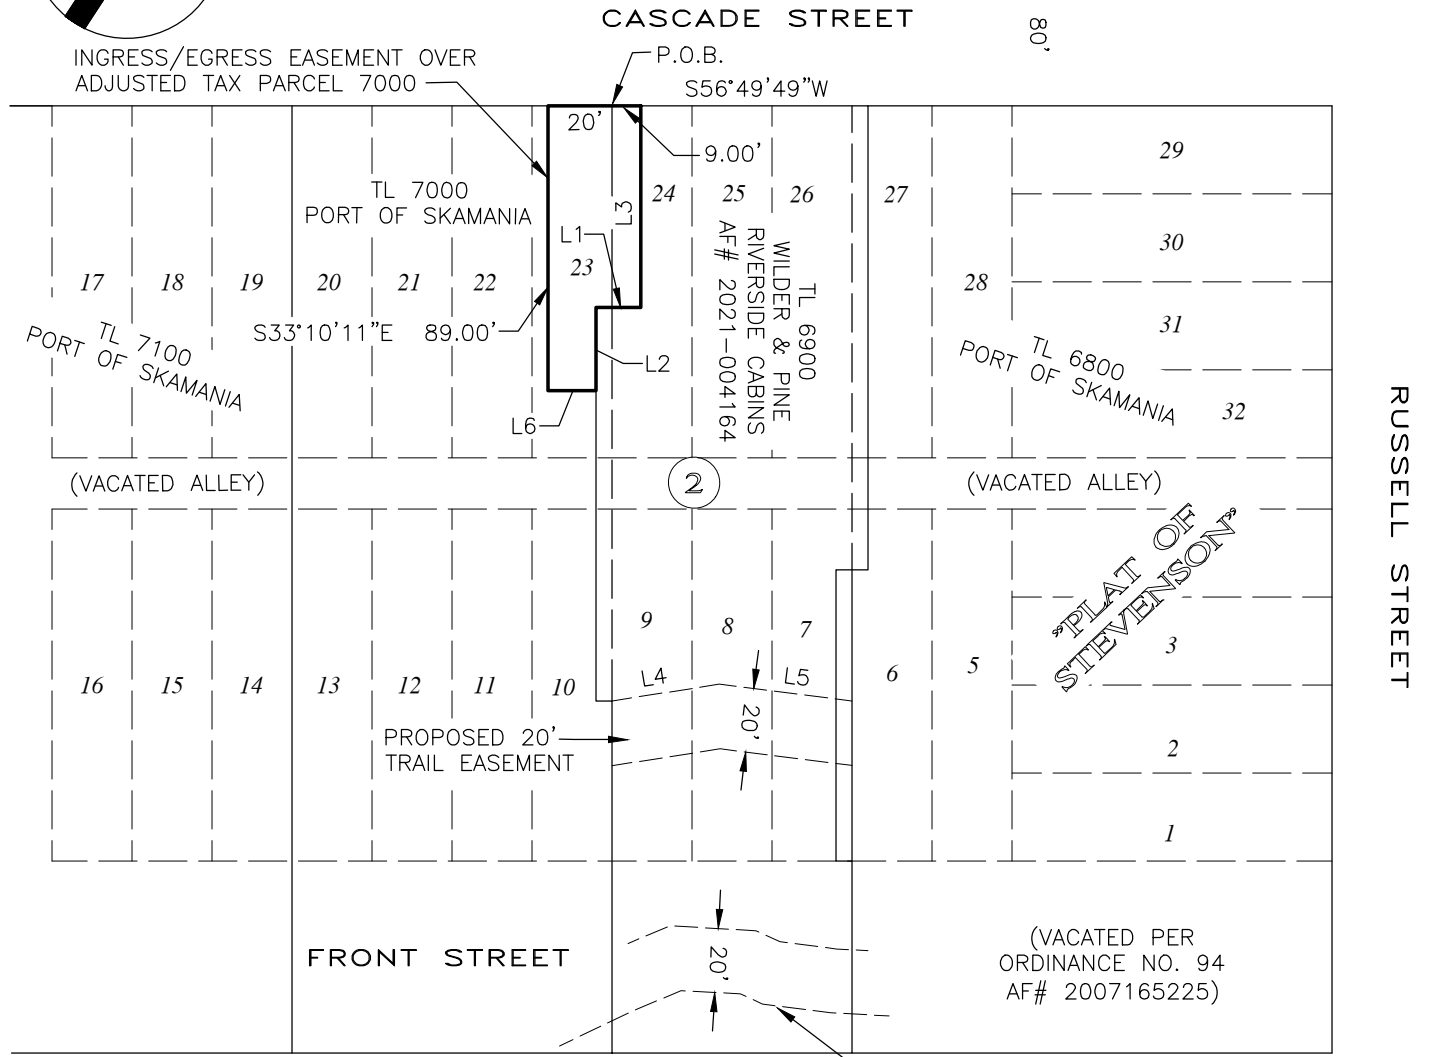 CASCADE STREET
80'
INGRESS/EGRESS EASEMENT OVER
ADJUSTED TAX PARCEL 7000
P.O.B.
S56°49'49"W
20'
9.00'
29
TL 7000
PORT OF SKAMANIA
24
25
26
27
L3
L1
30
17
18
19
20
21
22
23
28
TL 6900
WILDER & PINE
RIVERSIDE CABINS
AF# 2021-004164
S33°10'11"E 89.00'
31
TL 7100
PORT OF SKAMANIA
TL 6800
PORT OF SKAMANIA
L2
32
L6
RUSSELL STREET
(VACATED ALLEY)
2
(VACATED ALLEY)
"PLAT OF
STEVENSON"
9
8
7
3
16
15
14
13
12
11
10
L4
L5
6
5
20'
PROPOSED 20'
TRAIL EASEMENT
2
1
FRONT STREET
20'
(VACATED PER
ORDINANCE NO. 94
AF# 2007165225)